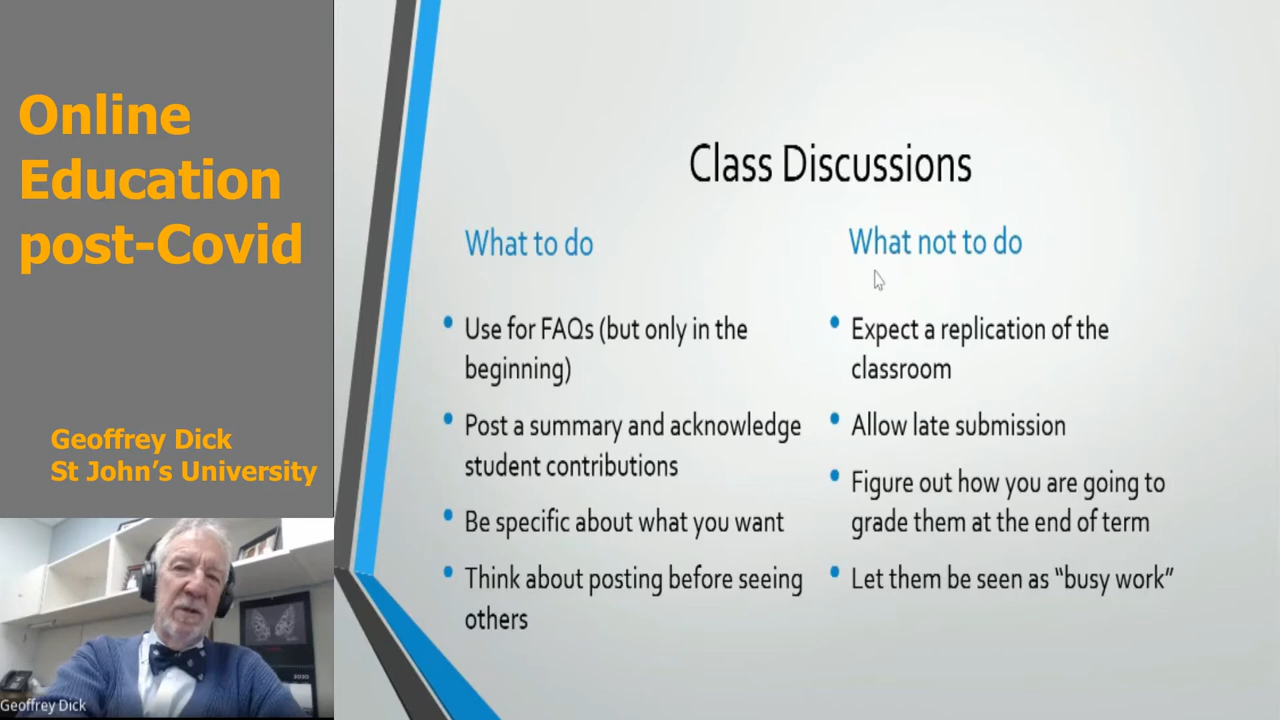 Online
Education
post-Covid
Geoffrey Dick
St John's University
Geoffrey Dick
Class Discussions
What to do
Use for FAQs (but only in the
beginning)
Post a summary and acknowledge
student contributions
Be specific about what you want
Think about posting before seeing
others
What not to do
Expect a replication of the
classroom
Allow late submission
Figure out how you are going to
grade them at the end of term
Let them be seen as “busy work”